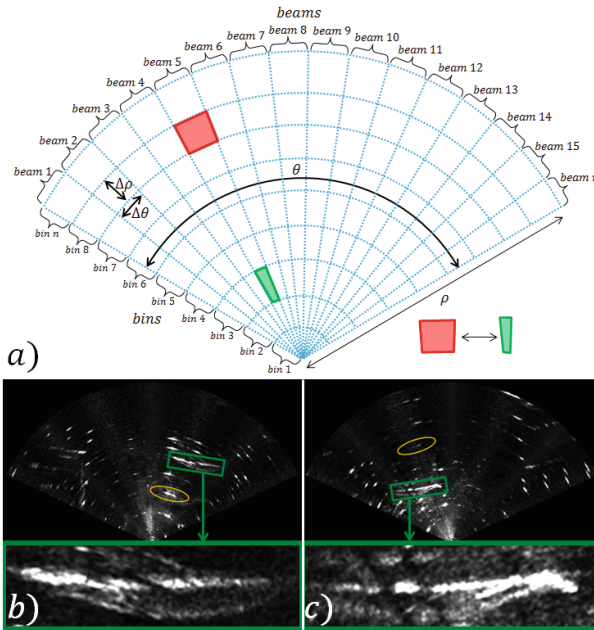 beams
beam 1
beam 2
beam 3
beam 4
beam 5
beam 6
beam 7
beam 8
beam 9
beam 10
beam 11
beam 12
beam 13
beam 14
beam 15
beam n
Δρ
Δθ
θ
ρ
bin n
bin 8
bin 7
bin 6
bin 5
bin 4
bin 3
bin 2
bin 1
bins
a)
b)
c)